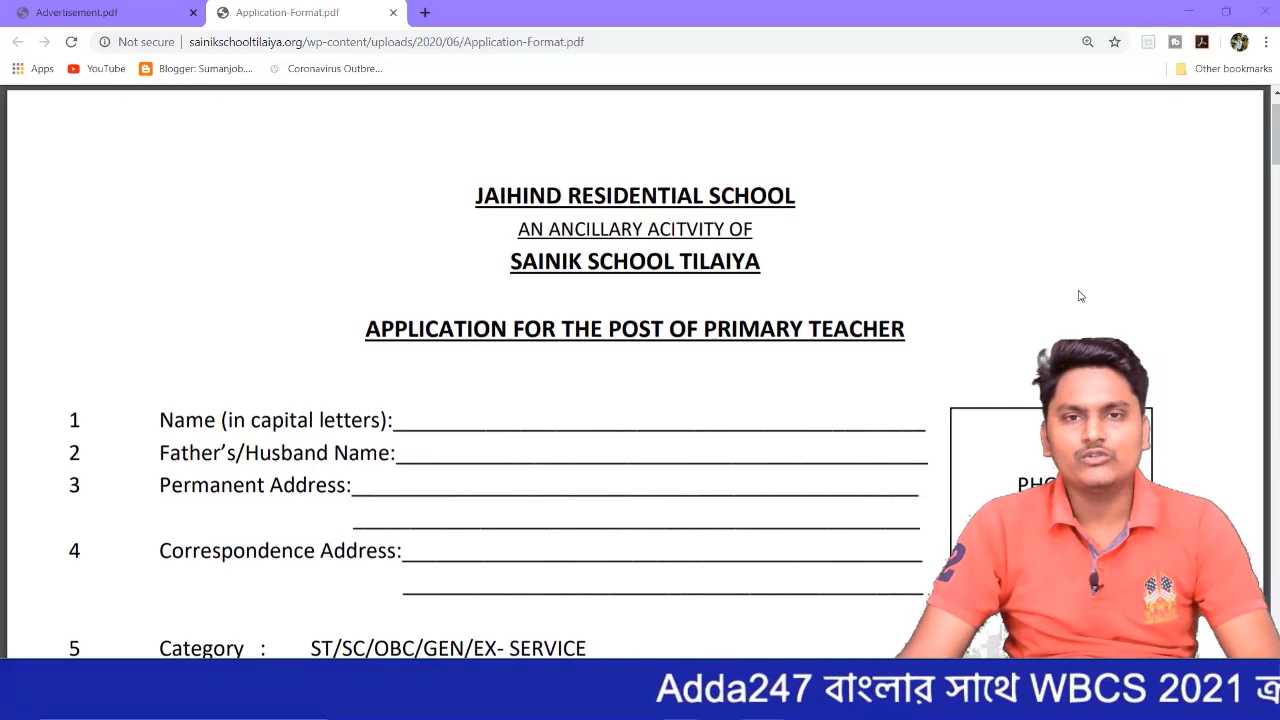 Advertisement.pdf
Application-Format.pdf
Not secure
sainikschooltilaiya.org/wp-content/uploads/2020/06/Application-Format.pdf
Apps
YouTube
Blogger: Sumanjob....
Coronavirus Outbre...
Other bookmarks
JAIHIND RESIDENTIAL SCHOOL
AN ANCILLARY ACITVITY OF
SAINIK SCHOOL TILAIYA
APPLICATION FOR THE POST OF PRIMARY TEACHER
1 Name (in capital letters):
2 Father's/Husband Name:
3 Permanent Address:
4 Correspondence Address:
5 Category : ST/SC/OBC/GEN/EX- SERVICE
Adda247 বাংলার সাথে WBCS 2021